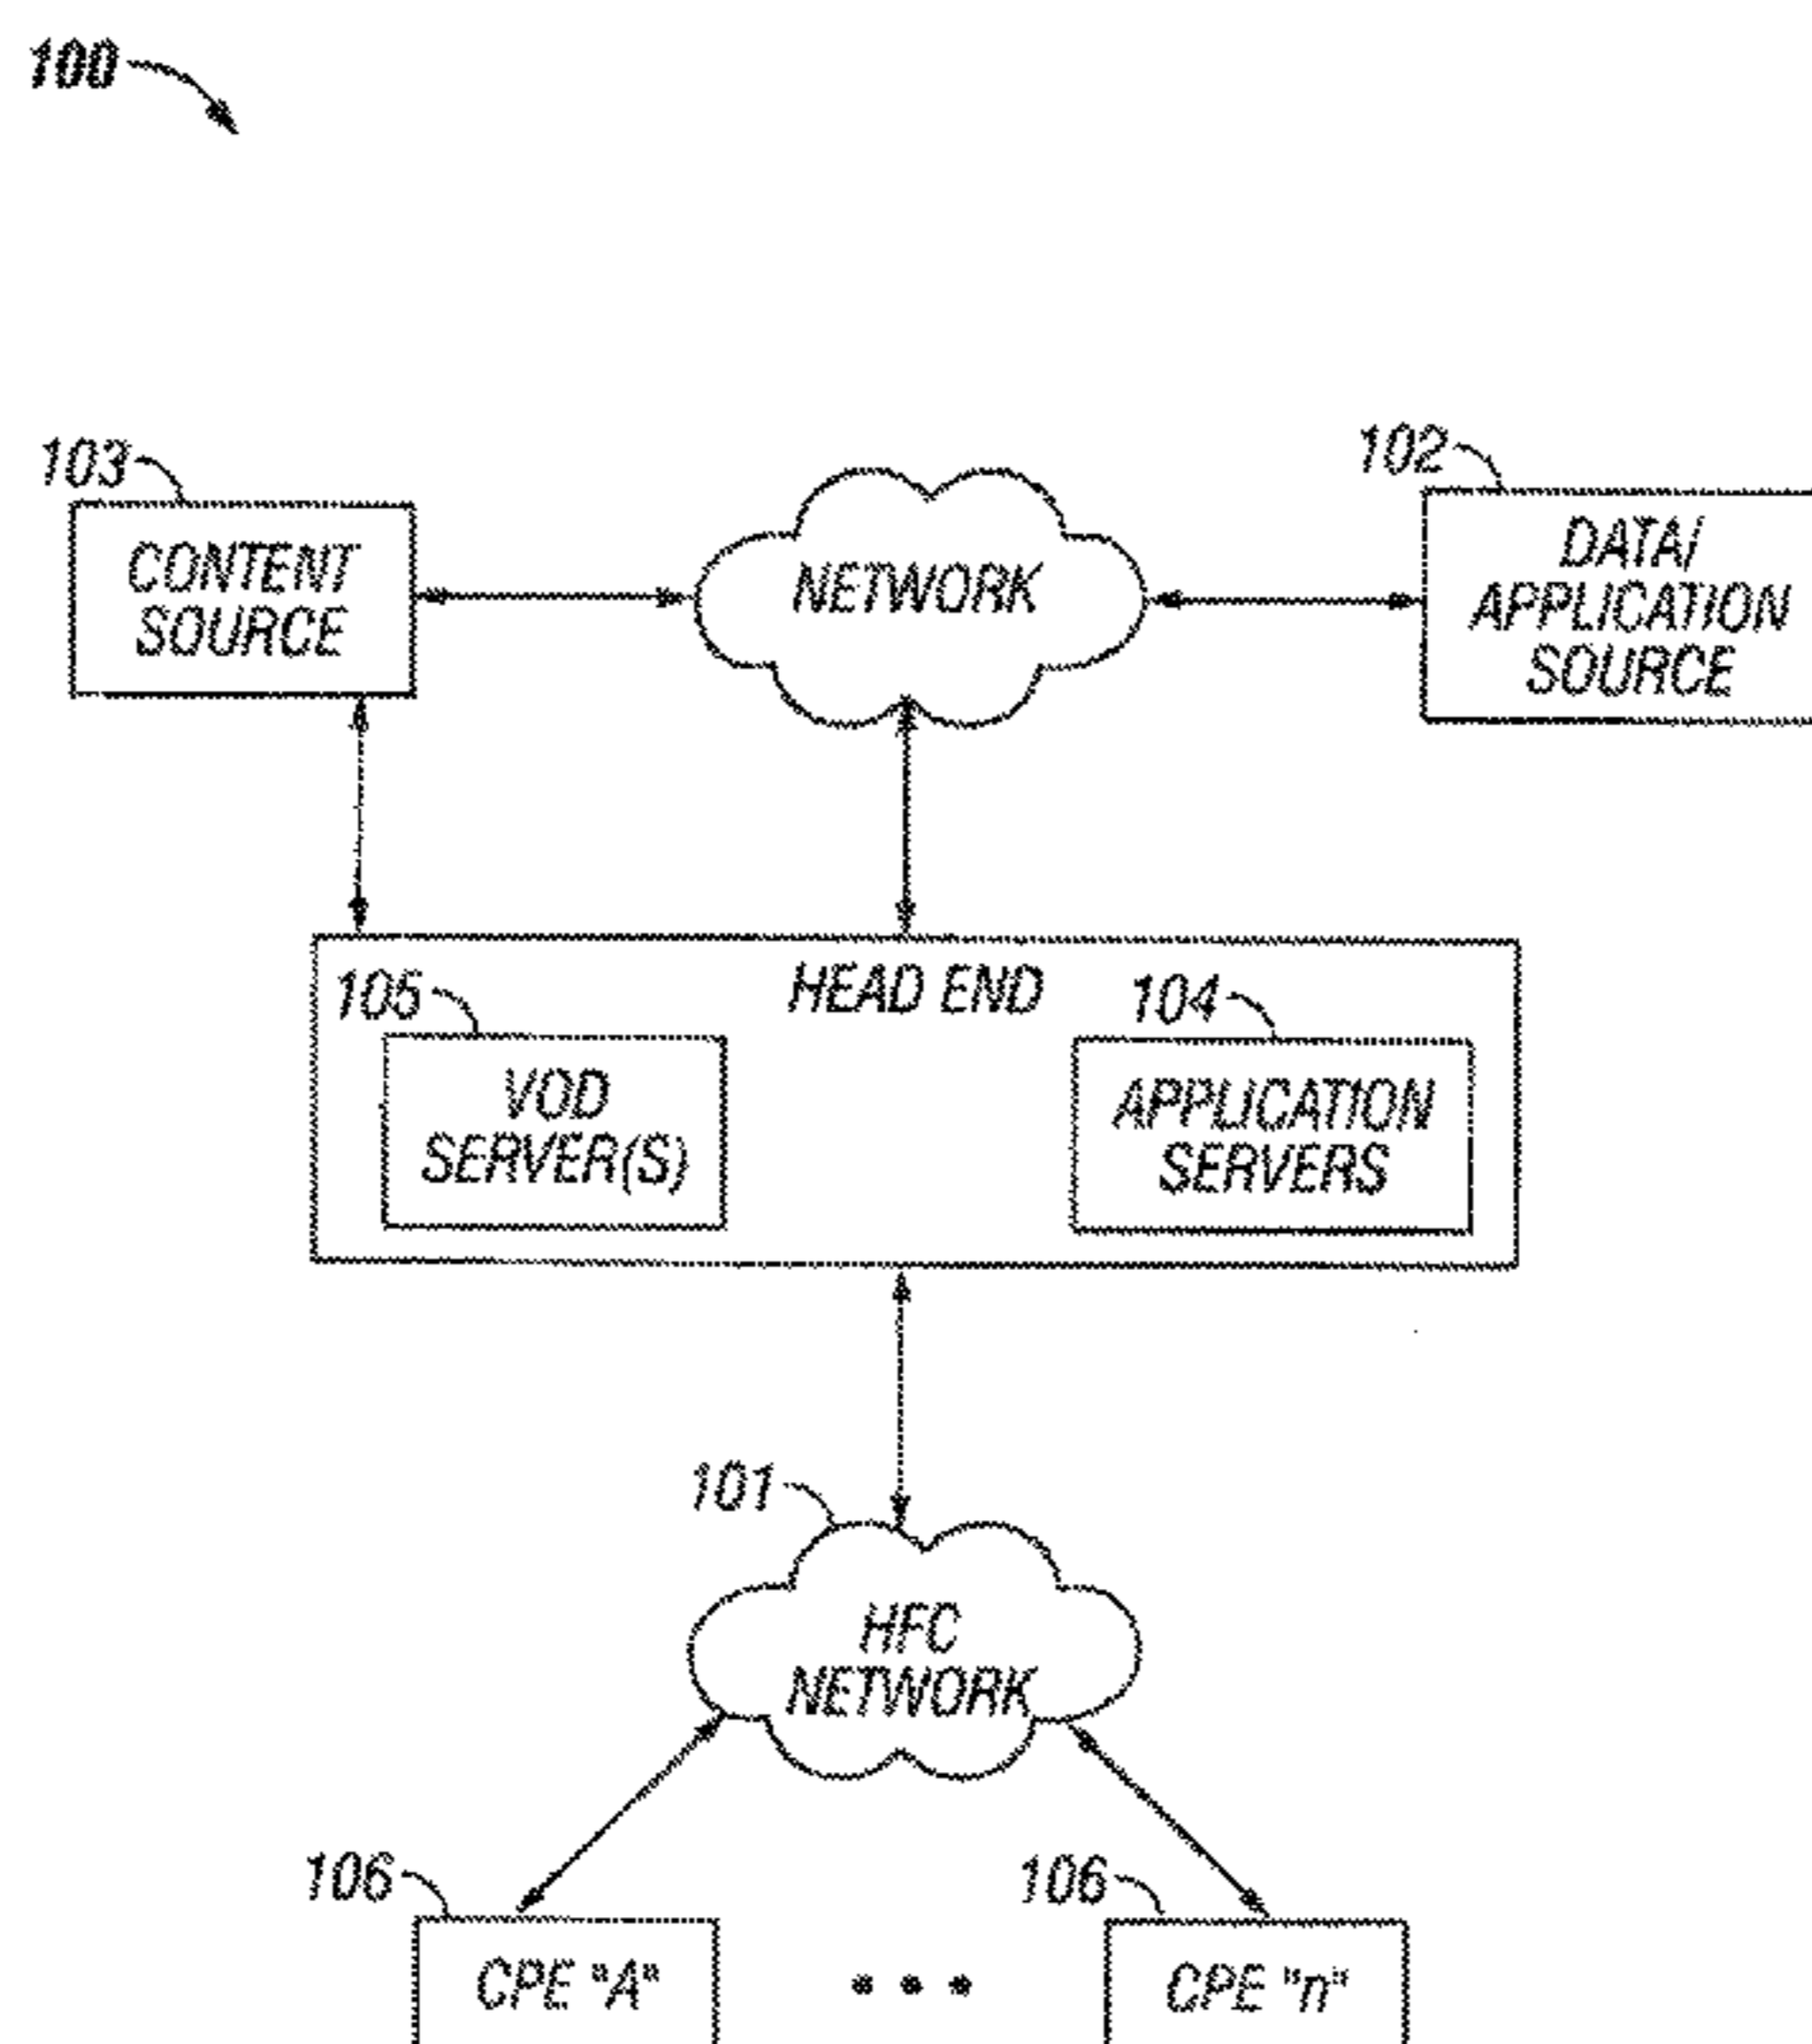 100
103
102
CONTENT
SOURCE
NETWORK
DATA/
APPLICATION
SOURCE
HEAD END
105
104
VOD
SERVER(S)
APPLICATION
SERVERS
101
HFC
NETWORK
106
106
CPE "A"
CPE "n"